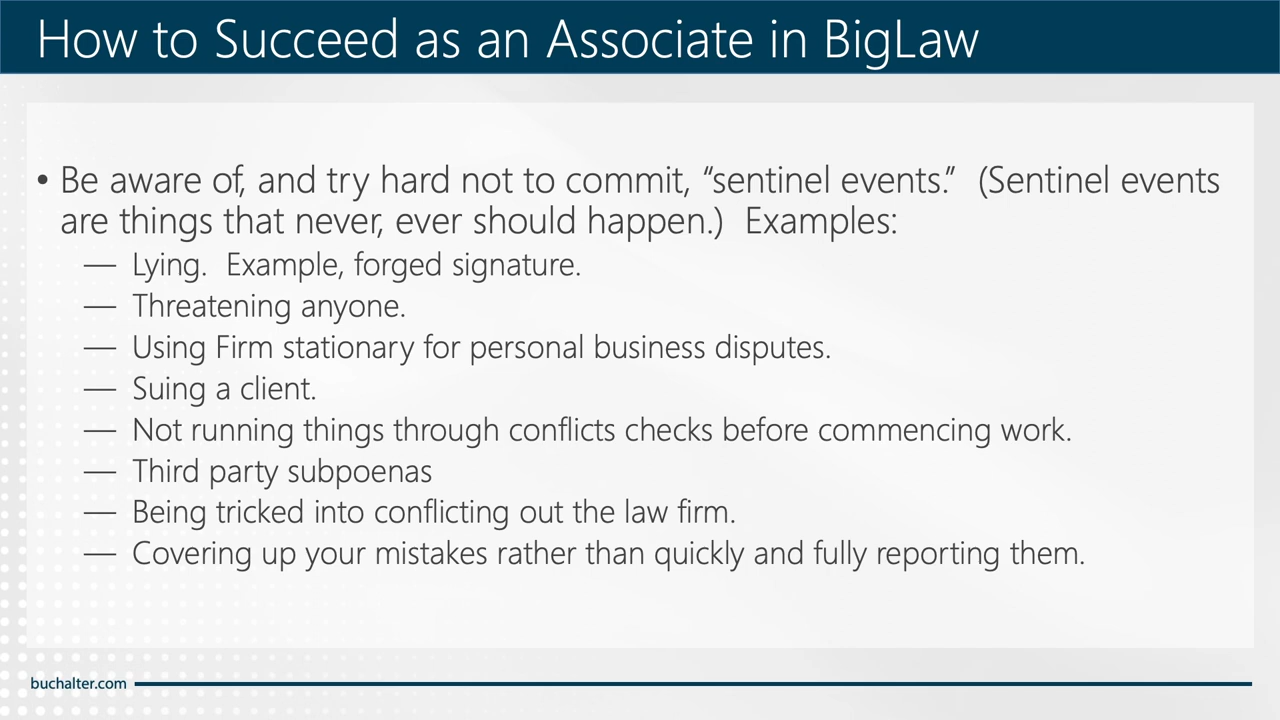 How to Succeed as an Associate in BigLaw
• Be aware of, and try hard not to commit, “sentinel events.”  (Sentinel events
are things that never, ever should happen.)  Examples:
— Lying.  Example, forged signature.
— Threatening anyone.
— Using Firm stationary for personal business disputes.
— Suing a client.
— Not running things through conflicts checks before commencing work.
— Third party subpoenas
— Being tricked into conflicting out the law firm.
— Covering up your mistakes rather than quickly and fully reporting them.
buchalter.com